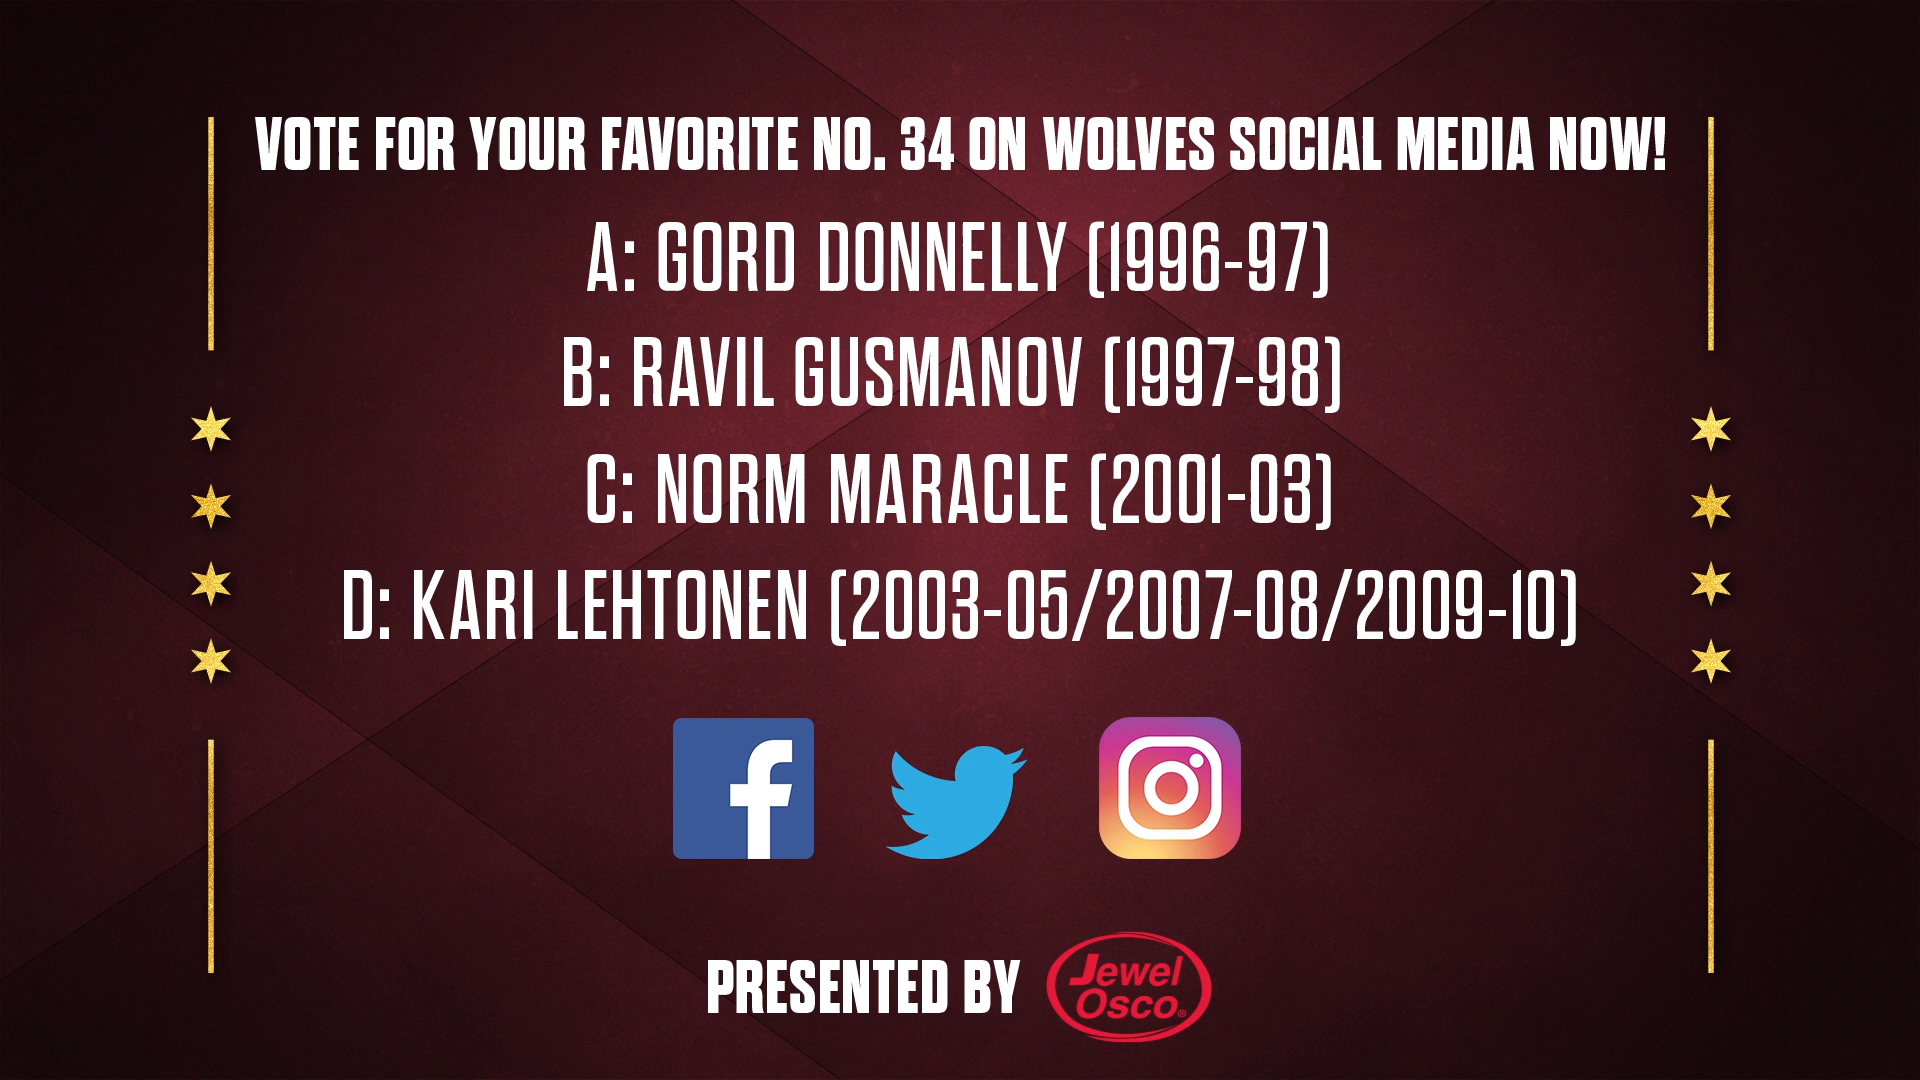 VOTE FOR YOUR FAVORITE NO. 34 ON WOLVES SOCIAL MEDIA NOW!
A: GORD DONNELLY (1996-97)
B: RAVIL GUSMANOV (1997-98)
C: NORM MARACLE (2001-03)
D: KARI LEHTONEN (2003-05/2007-08/2009-10)
PRESENTED BY
Jewel
Osco®